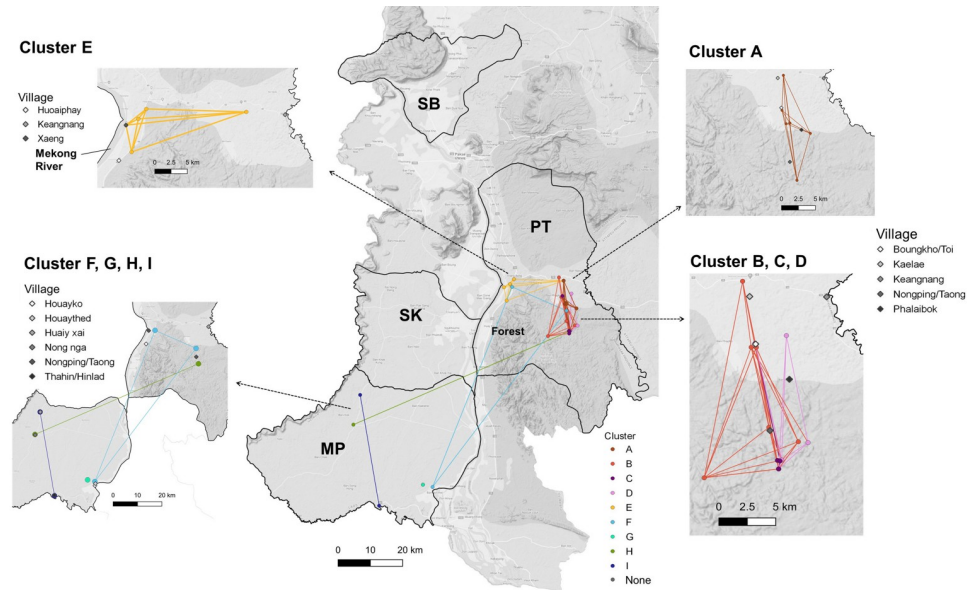 Cluster E
Village
Huoaiphay
Keangnang
Xaeng
Mekong
River
0 2.5 5 km
Cluster F, G, H, I
Village
Houayko
Houaythed
Huaiy xai
Nong nga
Nongping/Taong
Thahin/Hinlad
0 10 20 km
SB
PT
SK
Forest
MP
0 10 20 km
Cluster
A
B
C
D
E
F
G
H
I
None
Cluster A
0 2.5 5 km
Village
Boungkho/Toi
Kaelae
Keangnang
Nongping/Taong
Phalaibok
Cluster B, C, D
0 2.5 5 km